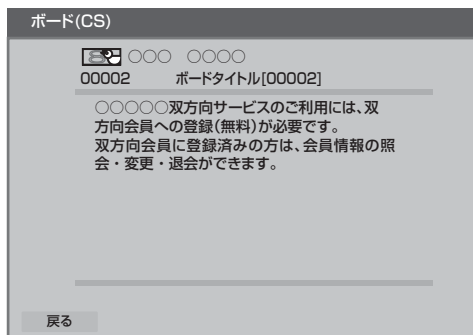 ボード(CS)
○○○ ○○○○
00002 ボードタイトル[00002]
○○○○○双方向サービスのご利用には、双
方向会員への登録(無料)が必要です。
双方向会員に登録済みの方は、会員情報の照
会・変更・退会ができます。
戻る